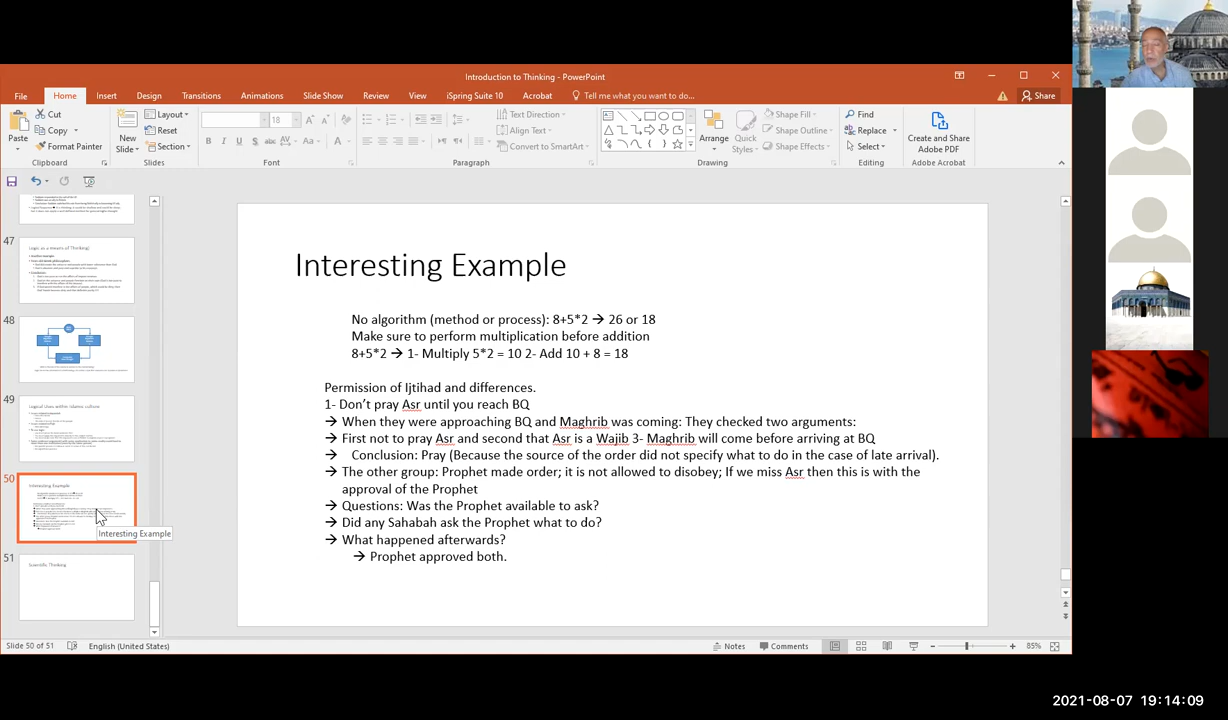 Introduction to Thinking - PowerPoint
File Home Insert Design Transitions Animations Slide Show Review View iSpring Suite 10 Acrobat Tell me what you want to do... Share
Cut
Copy
Format Painter
Paste
Clipboard
New
Slide
Layout
Reset
Section
Slides
18
Font
Paragraph
Text Direction
Align Text
Convert to SmartArt
Arrange
Quick
Styles
Shape Fill
Shape Outline
Shape Effects
Drawing
Find
Replace
Select
Editing
Create and Share
Adobe PDF
Adobe Acrobat
47
Logic as a means of Thinking
48
49
Logical Uses within Islamic culture
50
Interesting Example
Interesting Example
51
Scientific Thinking
Interesting Example
No algorithm (method or process): 8+5*2 → 26 or 18
Make sure to perform multiplication before addition
8+5*2 → 1- Multiply 5*2 = 10 2- Add 10 + 8 = 18
Permission of Ijtihad and differences.
1- Don't pray Asr until you reach BQ
→ When they were approaching BQ and Maghrib was coming: They checked two arguments:
→ First not to pray Asr and second that Asr is a Wajib 3- Maghrib will come before arriving at BQ
→ Conclusion: Pray (Because the source of the order did not specify what to do in the case of late arrival).
→ The other group: Prophet made order; it is not allowed to disobey; If we miss Asr then this is with the
approval of the Prophet
→ Questions: Was the Prophet available to ask?
→ Did any Sahabah ask the Prophet what to do?
→ What happened afterwards?
→ Prophet approved both.
Slide 50 of 51 English (United States) Notes Comments 85%
2021-08-07 19:14:09